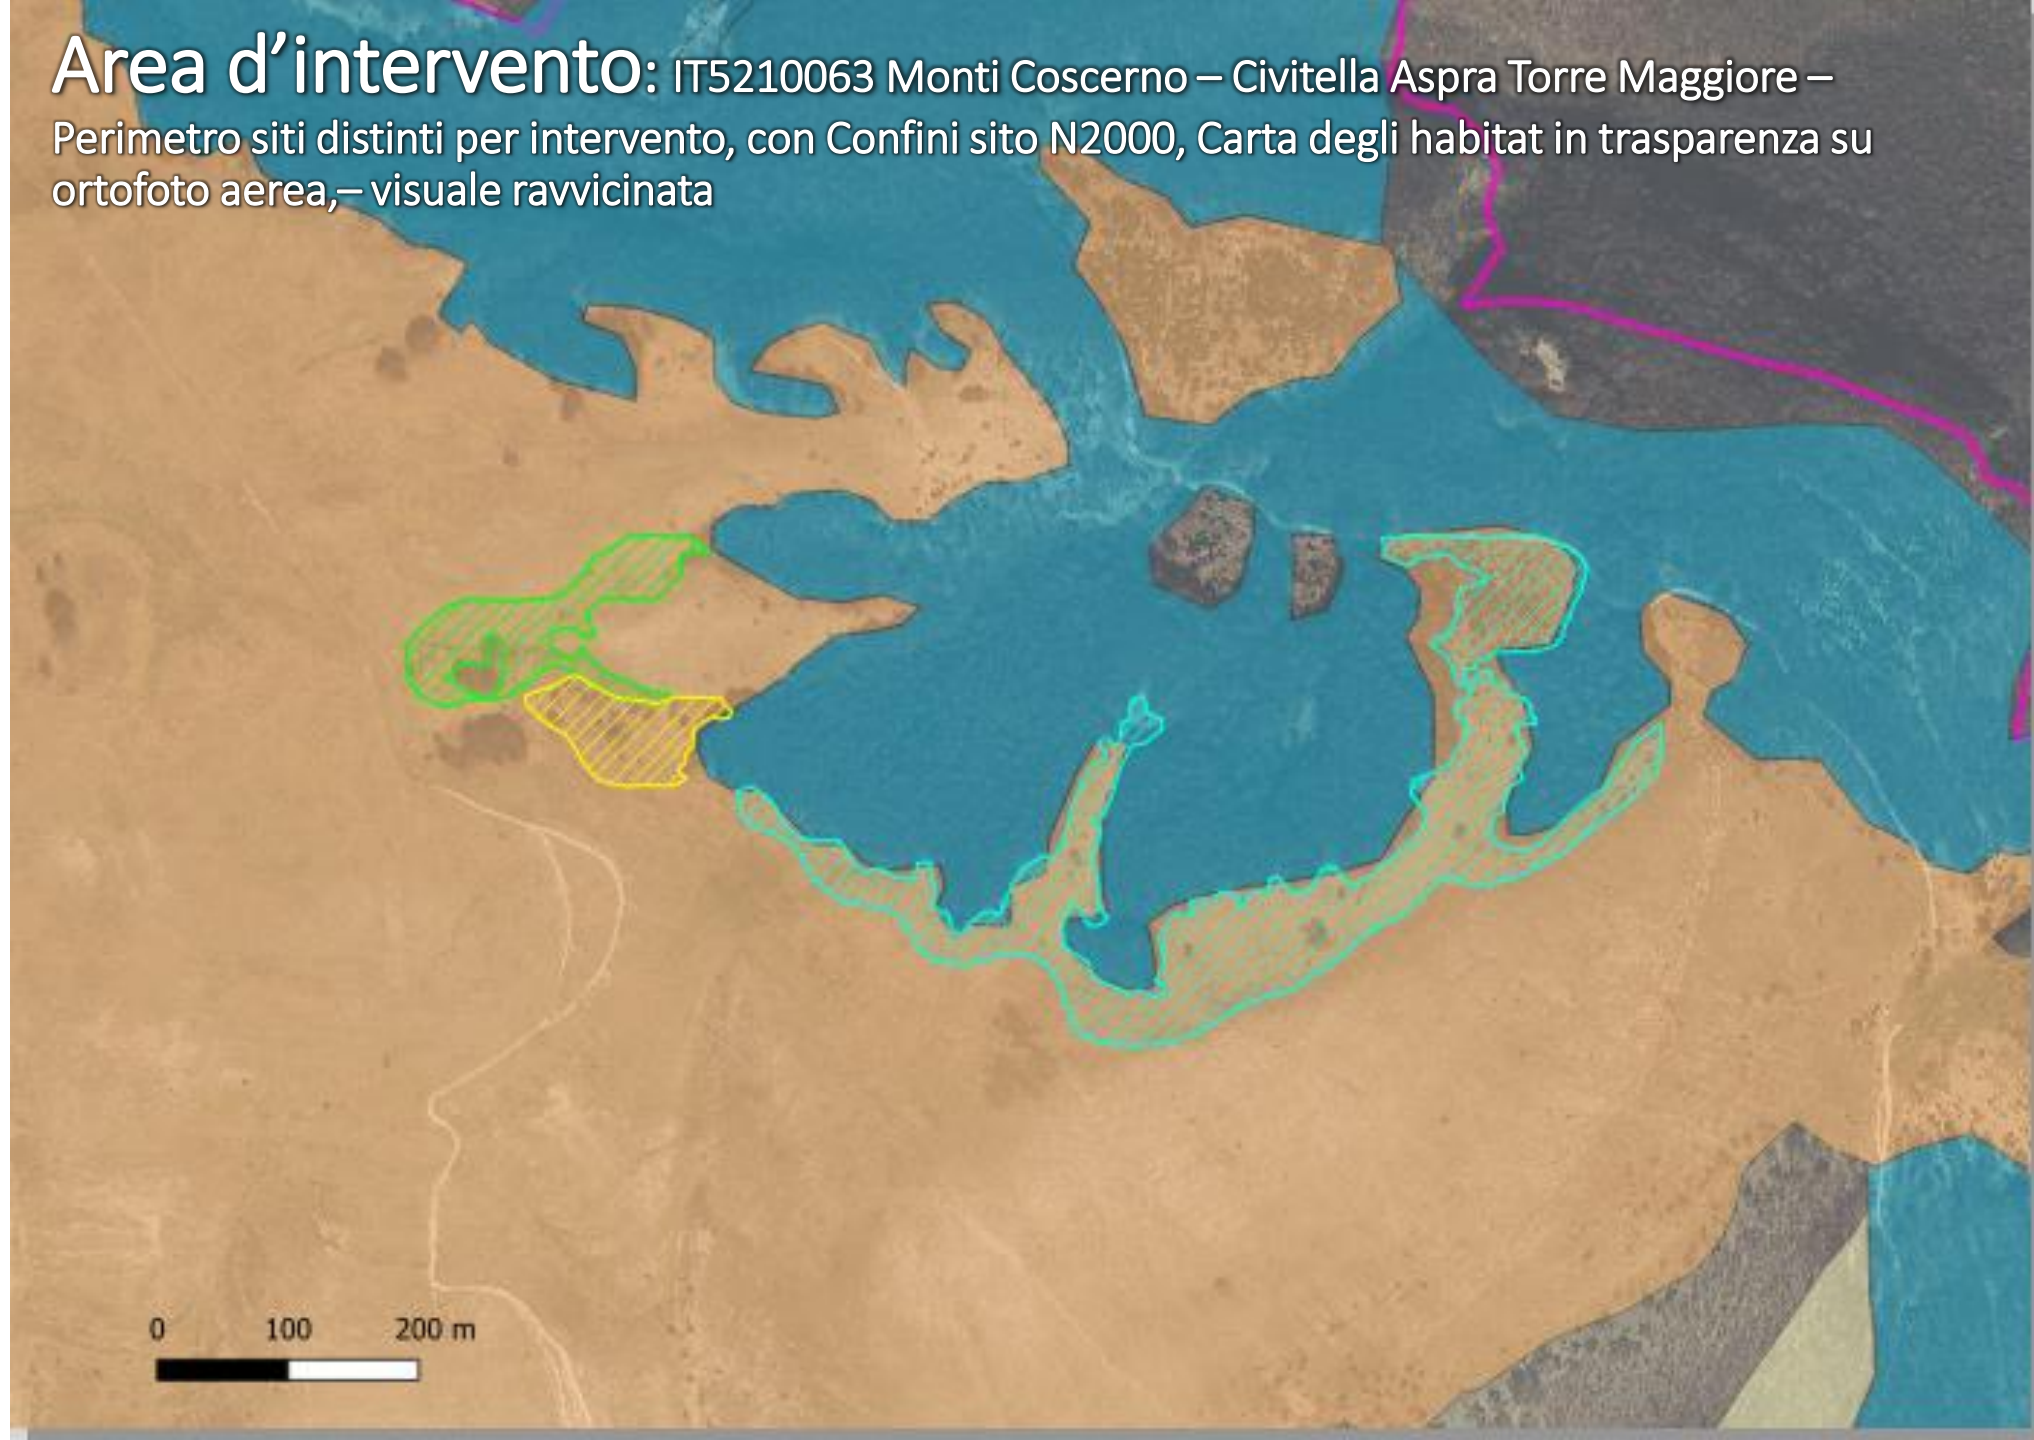 Area d’intervento: IT5210063 Monti Coscerno – Civitella Aspra Torre Maggiore –
Perimetro siti distinti per intervento, con Confini sito N2000, Carta degli habitat in trasparenza su
ortofoto aerea,– visuale ravvicinata
0 100 200 m